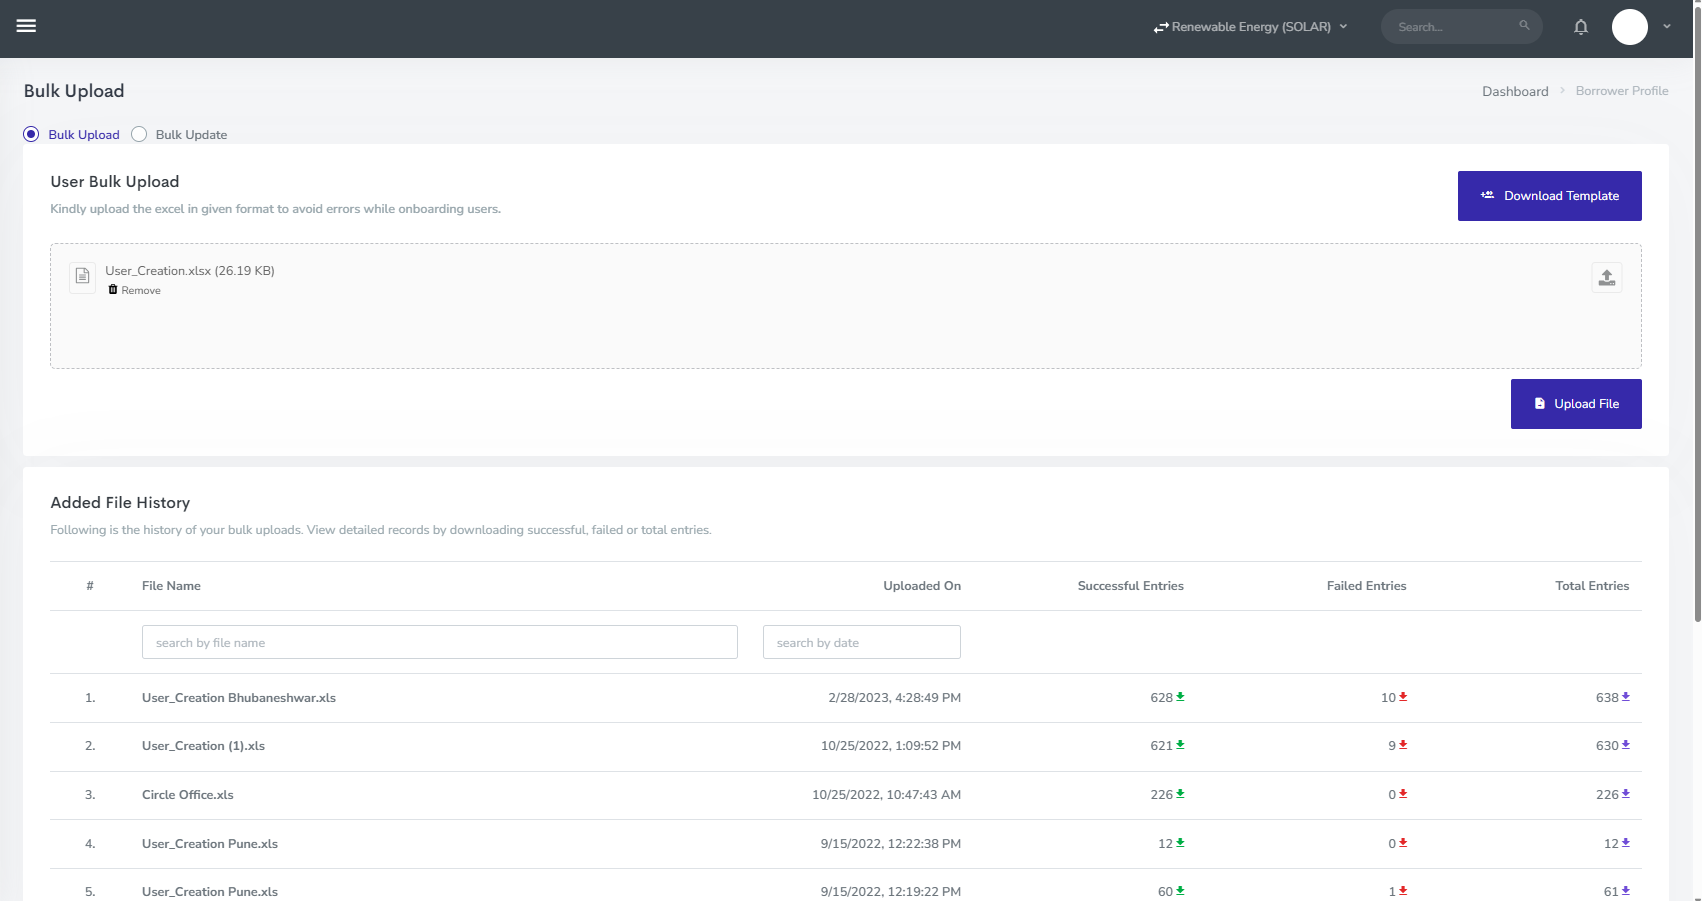 Renewable Energy (SOLAR)
Search...
Bulk Upload
Dashboard > Borrower Profile
Bulk Upload Bulk Update
User Bulk Upload
Kindly upload the excel in given format to avoid errors while onboarding users.
Download Template
User_Creation.xlsx (26.19 KB)
Remove
Upload File
Added File History
Following is the history of your bulk uploads. View detailed records by downloading successful, failed or total entries.
# File Name Uploaded On Successful Entries Failed Entries Total Entries
search by file name search by date
1. User_Creation Bhubaneshwar.xls 2/28/2023, 4:28:49 PM 628 10 638
2. User_Creation (1).xls 10/25/2022, 1:09:52 PM 621 9 630
3. Circle Office.xls 10/25/2022, 10:47:43 AM 226 0 226
4. User_Creation Pune.xls 9/15/2022, 12:22:38 PM 12 0 12
5. User_Creation Pune.xls 9/15/2022, 12:19:22 PM 60 1 61